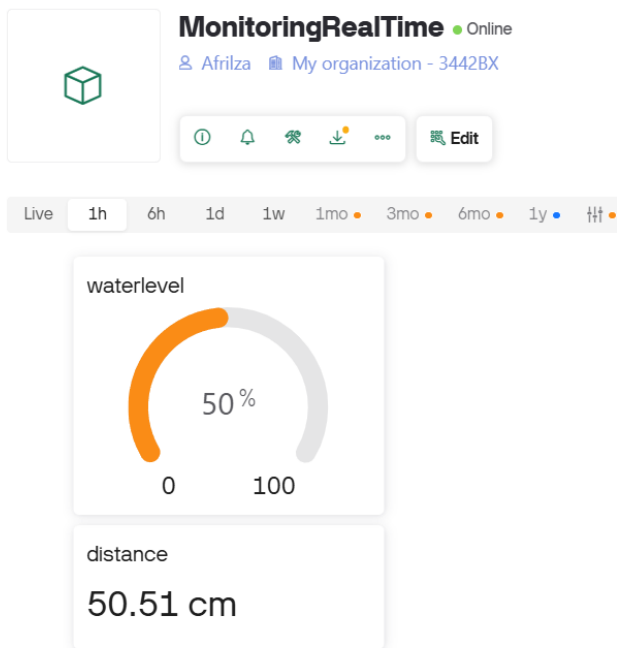 MonitoringRealTime Online
Afrilza My organization - 3442BX
Edit
Live 1h 6h 1d 1w 1mo 3mo 6mo 1y
waterlevel
50 %
0 100
distance
50.51 cm